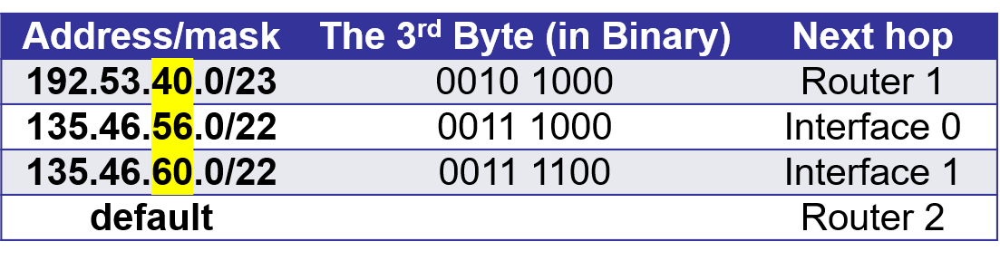 Address/mask The 3rd Byte (in Binary) Next hop
192.53.40.0/23 0010 1000 Router 1
135.46.56.0/22 0011 1000 Interface 0
135.46.60.0/22 0011 1100 Interface 1
default Router 2